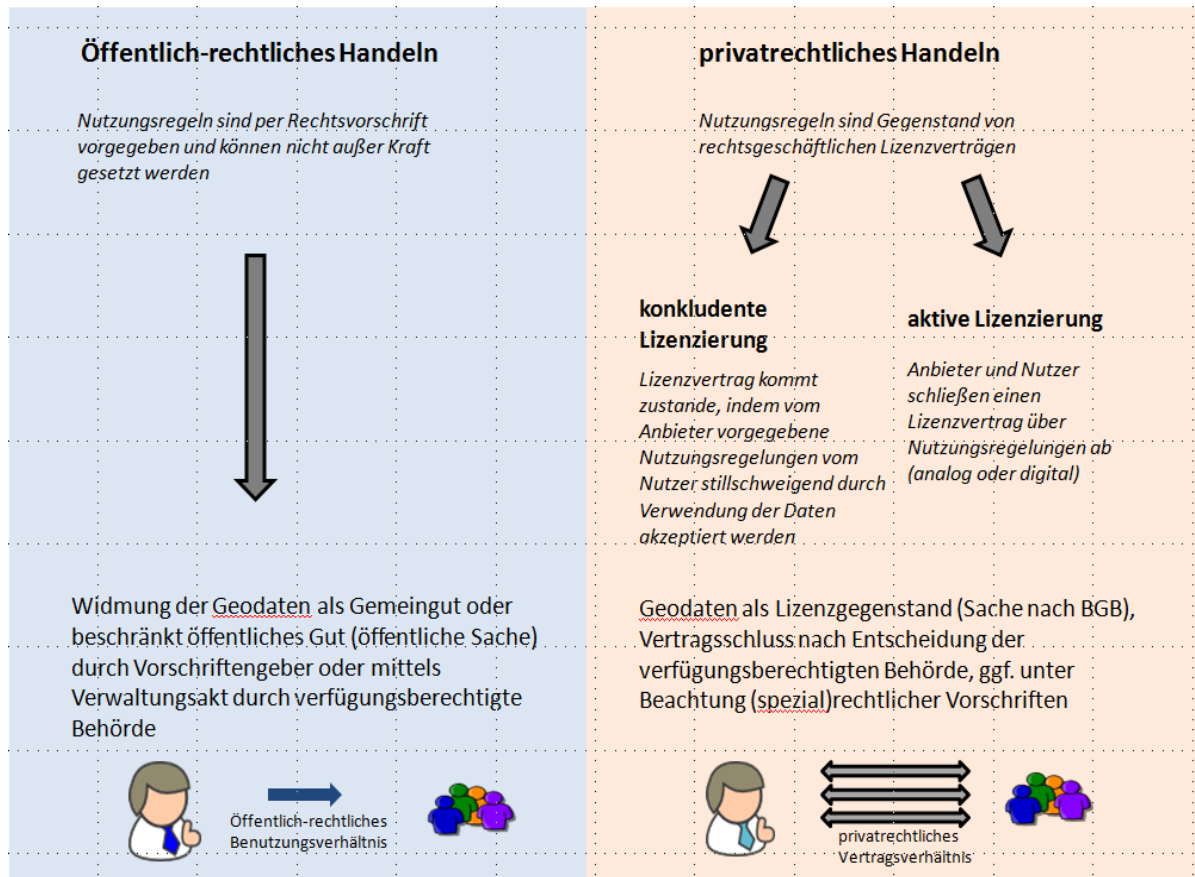 Öffentlich-rechtliches Handeln
Nutzungsregeln sind per Rechtsvorschrift
vorgegeben und können nicht außer Kraft
gesetzt werden
Widmung der Geodaten als Gemeingut oder
beschränkt öffentliches Gut (öffentliche Sache)
durch Vorschriftengeber oder mittels
Verwaltungsakt durch verfügungsberechtigte
Behörde
Öffentlich-rechtliches
Benutzungsverhältnis
privatrechtliches Handeln
Nutzungsregeln sind Gegenstand von
rechtsgeschäftlichen Lizenzverträgen
konkludente
Lizenzierung
Lizenzvertrag kommt
zustande, indem vom
Anbieter vorgegebene
Nutzungsregelungen vom
Nutzer stillschweigend durch
Verwendung der Daten
akzeptiert werden
aktive Lizenzierung
Anbieter und Nutzer
schließen einen
Lizenzvertrag über
Nutzungsregelungen ab
(analog oder digital)
Geodaten als Lizenzgegenstand (Sache nach BGB),
Vertragsschluss nach Entscheidung der
verfügungsberechtigten Behörde, ggf. unter
Beachtung (spezial)rechtlicher Vorschriften
privatrechtliches
Vertragsverhältnis